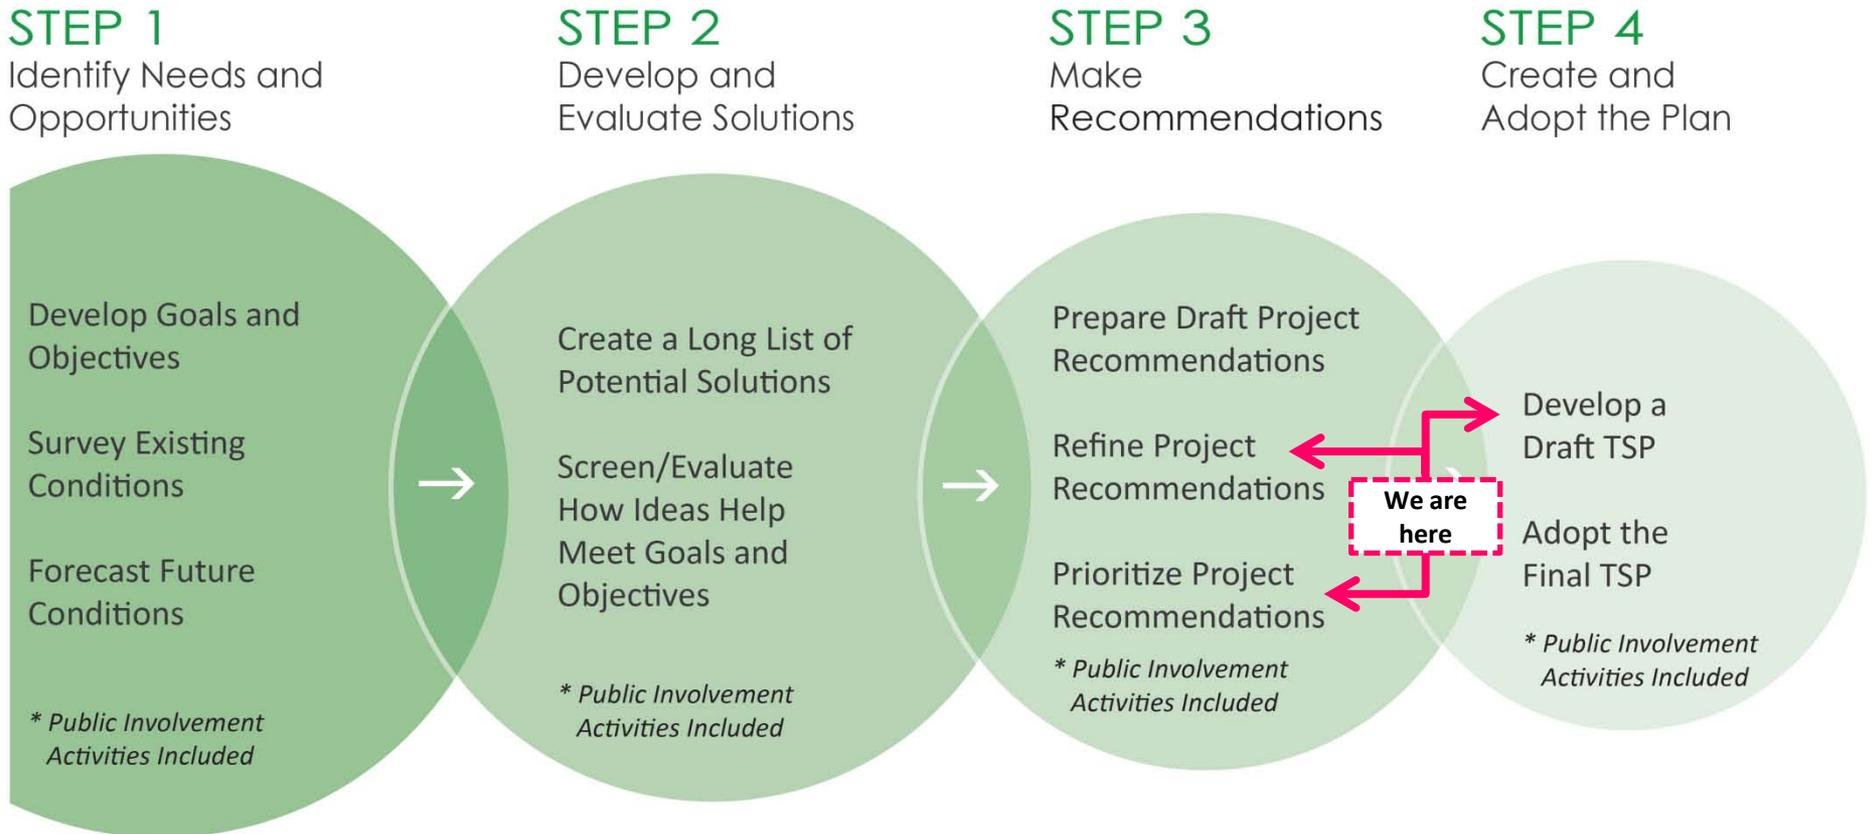 STEP 1
Identify Needs and
Opportunities
Develop Goals and
Objectives
Survey Existing
Conditions
Forecast Future
Conditions
* Public Involvement
Activities Included
STEP 2
Develop and
Evaluate Solutions
Create a Long List of
Potential Solutions
Screen/Evaluate
How Ideas Help
Meet Goals and
Objectives
* Public Involvement
Activities Included
STEP 3
Make
Recommendations
Prepare Draft Project
Recommendations
Refine Project
Recommendations
Prioritize Project
Recommendations
* Public Involvement
Activities Included
We are
here
STEP 4
Create and
Adopt the Plan
Develop a
Draft TSP
Adopt the
Final TSP
* Public Involvement
Activities Included